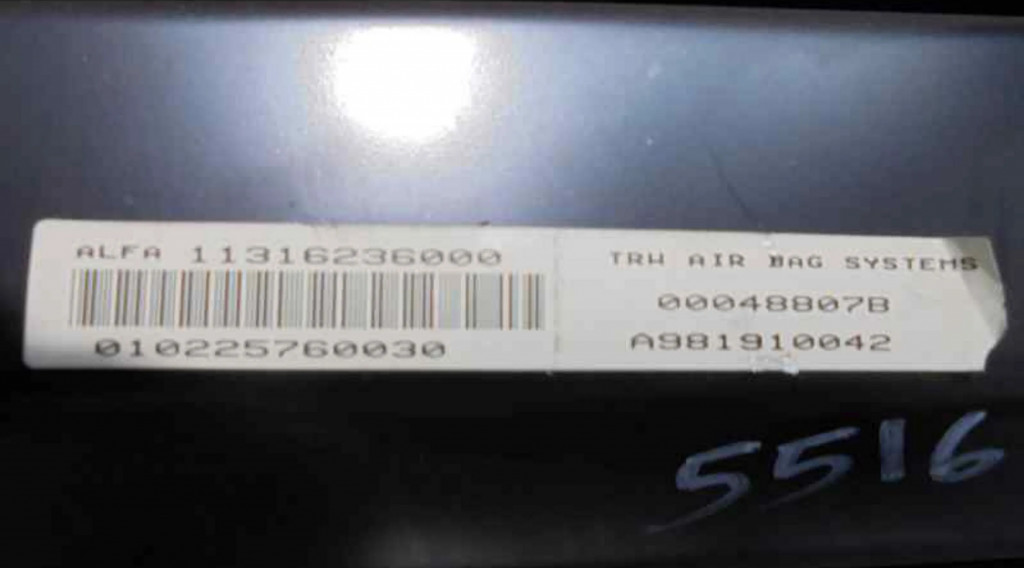 ALFA 11316236000
010225760030
TRW AIR BAG SYSTEMS
00048807B
A981910042
5516